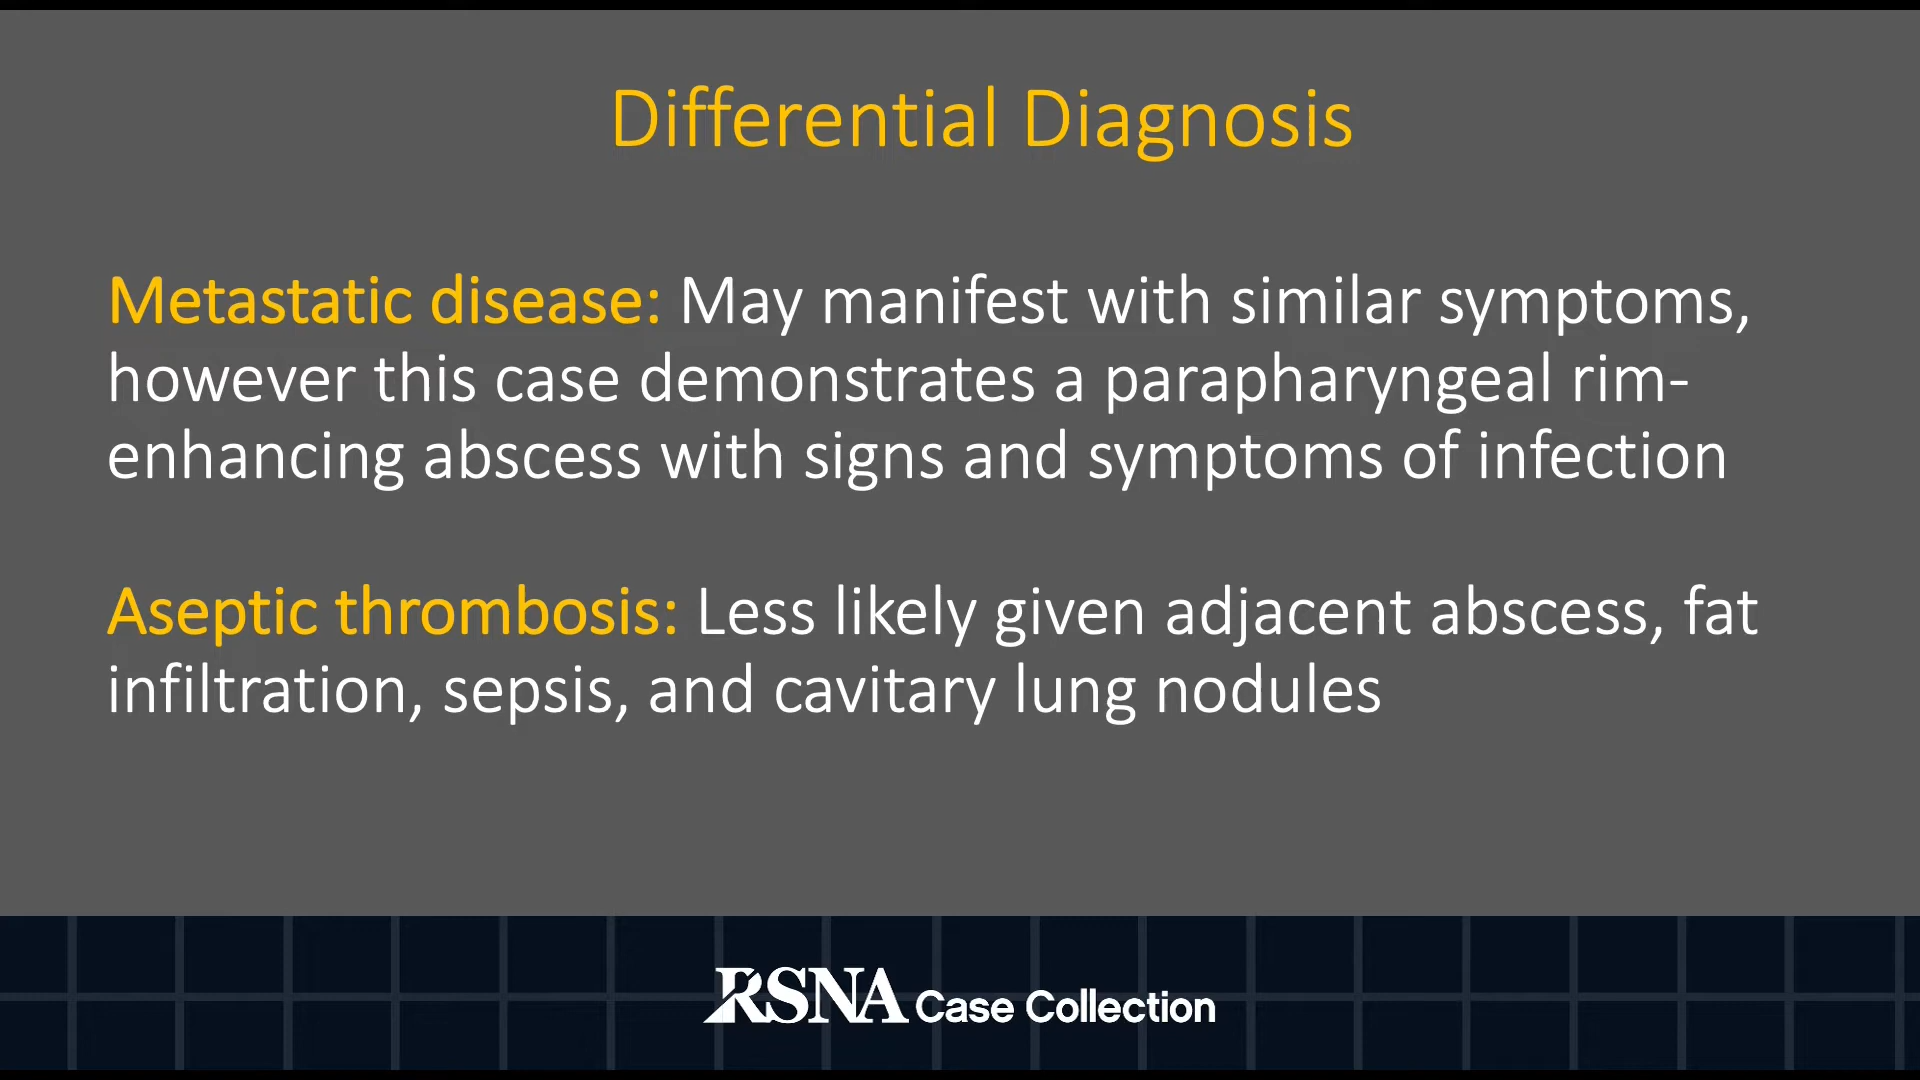 Differential Diagnosis
Metastatic disease: May manifest with similar symptoms,
however this case demonstrates a parapharyngeal rim-
enhancing abscess with signs and symptoms of infection
Aseptic thrombosis: Less likely given adjacent abscess, fat
infiltration, sepsis, and cavitary lung nodules
RSNA Case Collection